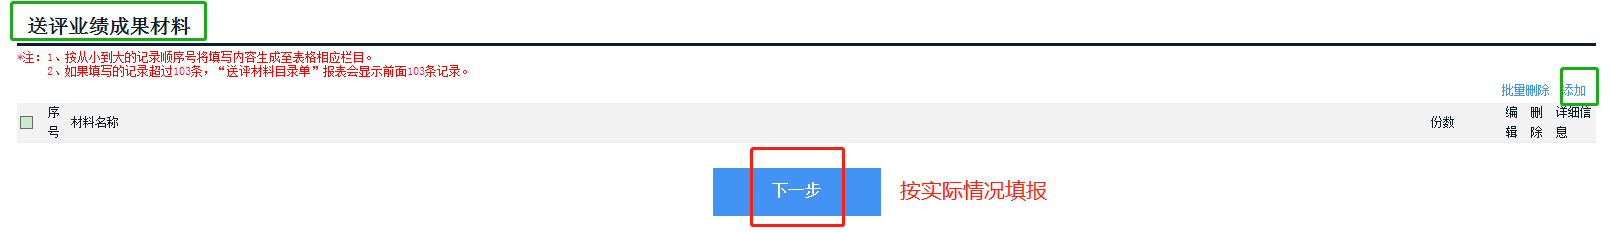 送评业绩成果材料
*注：1、按从小到大的记录顺序号将填写内容生成至表格相应栏目。
2、如果填写的记录超过103条，“送评材料目录单”报表会显示前面103条记录。
批量删除 添加
序号 材料名称 份数 编辑 删除 详细信息
下一步 按实际情况填报